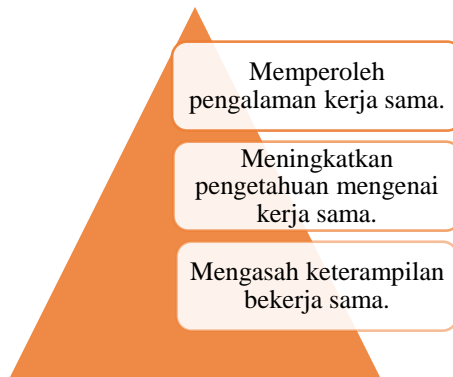 Memperoleh
pengalaman kerja sama.
Meningkatkan
pengetahuan mengenai
kerja sama.
Mengasah keterampilan
bekerja sama.